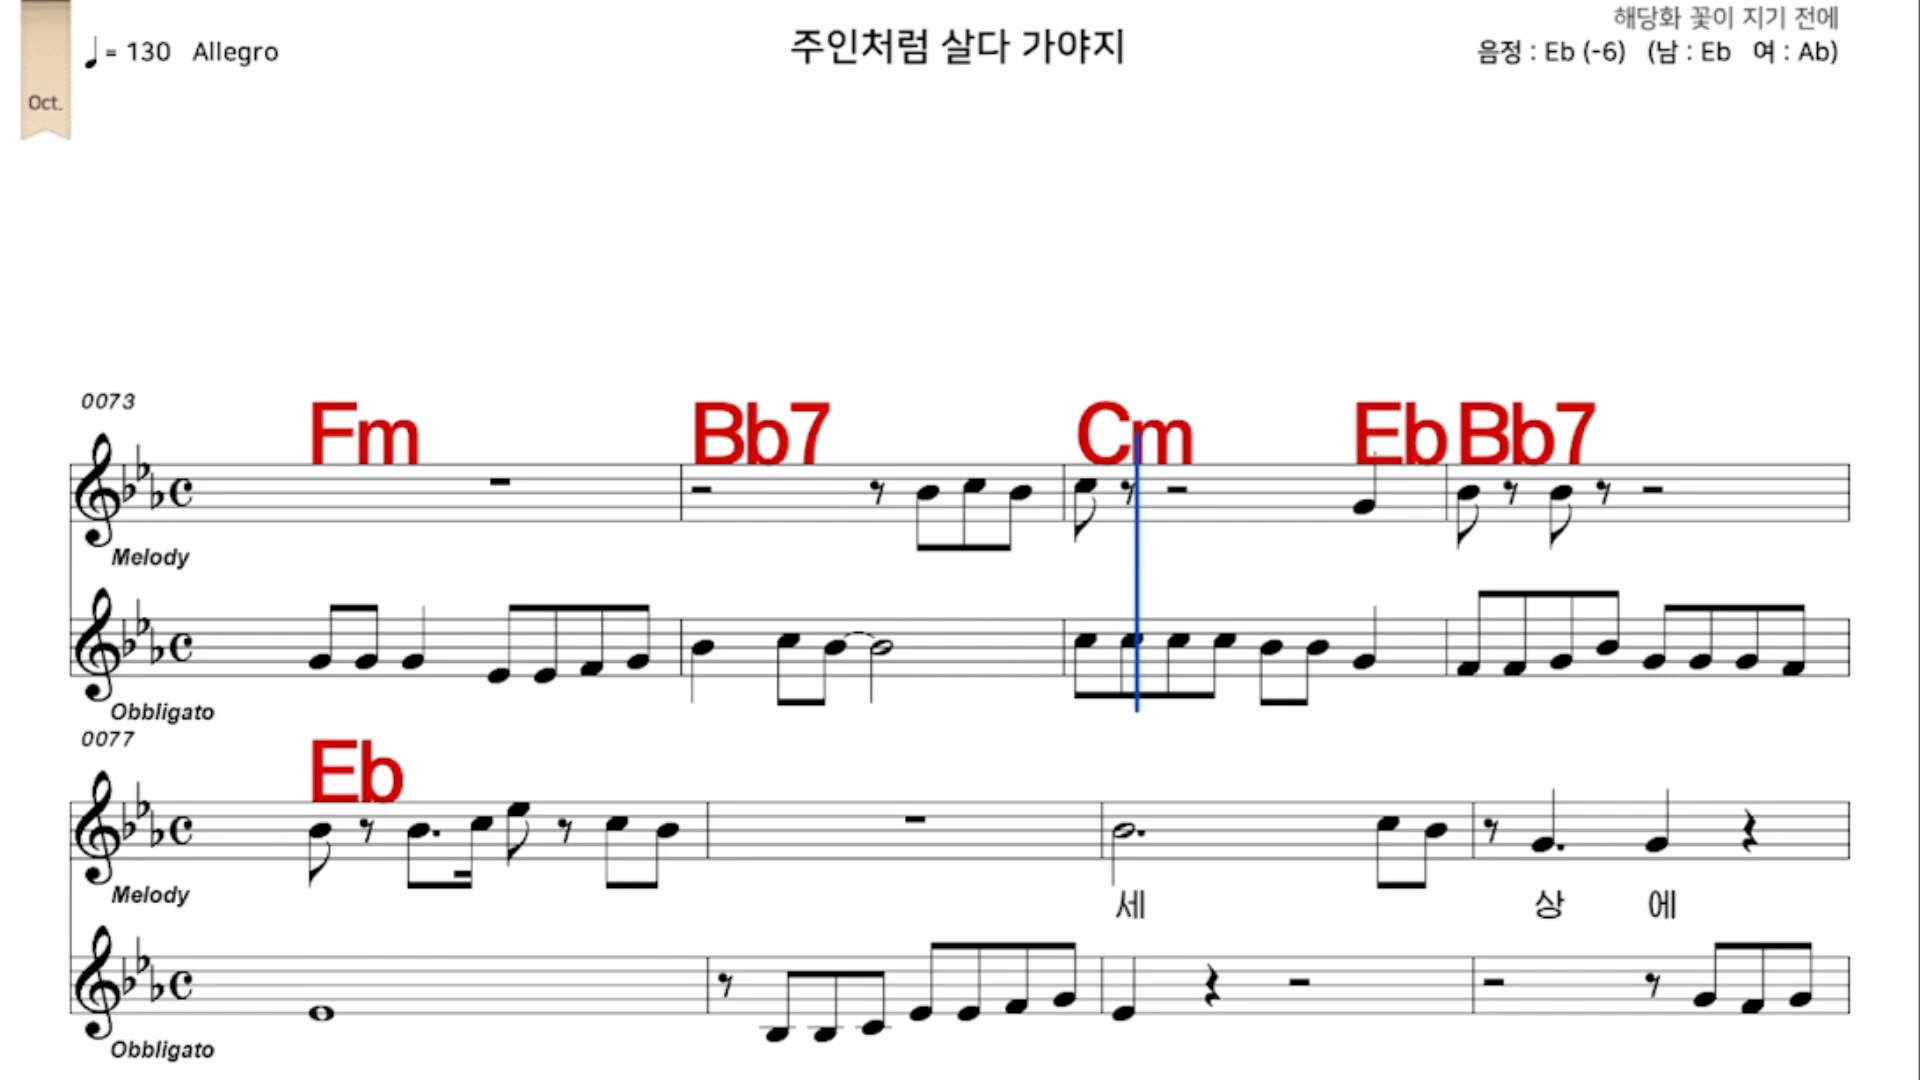 해당화 꽃이 지기 전에
♩= 130 Allegro
주인처럼 살다 가야지
음정 : Eb (-6) (남 : Eb 여 : Ab)
Oct.
0073
Fm Bb7 Cm Eb Bb7
Melody
Obbligato
0077
Eb
Melody
세 상 에
Obbligato